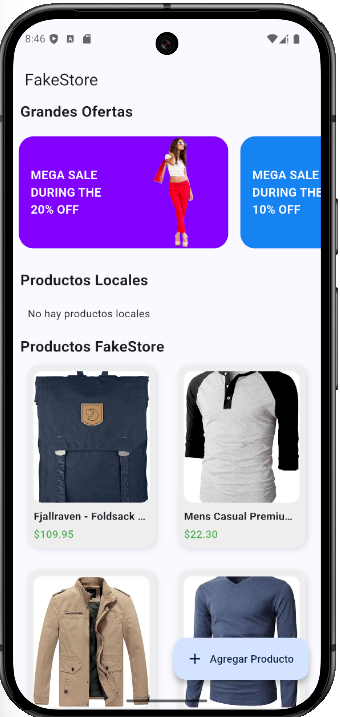 8:46
FakeStore
Grandes Ofertas
MEGA SALE
DURING THE
20% OFF
MEGA SALE
DURING THE
10% OFF
Productos Locales
No hay productos locales
Productos FakeStore
Fjallraven - Foldsack ...
$109.95
Mens Casual Premiu...
$22.30
+ Agregar Producto